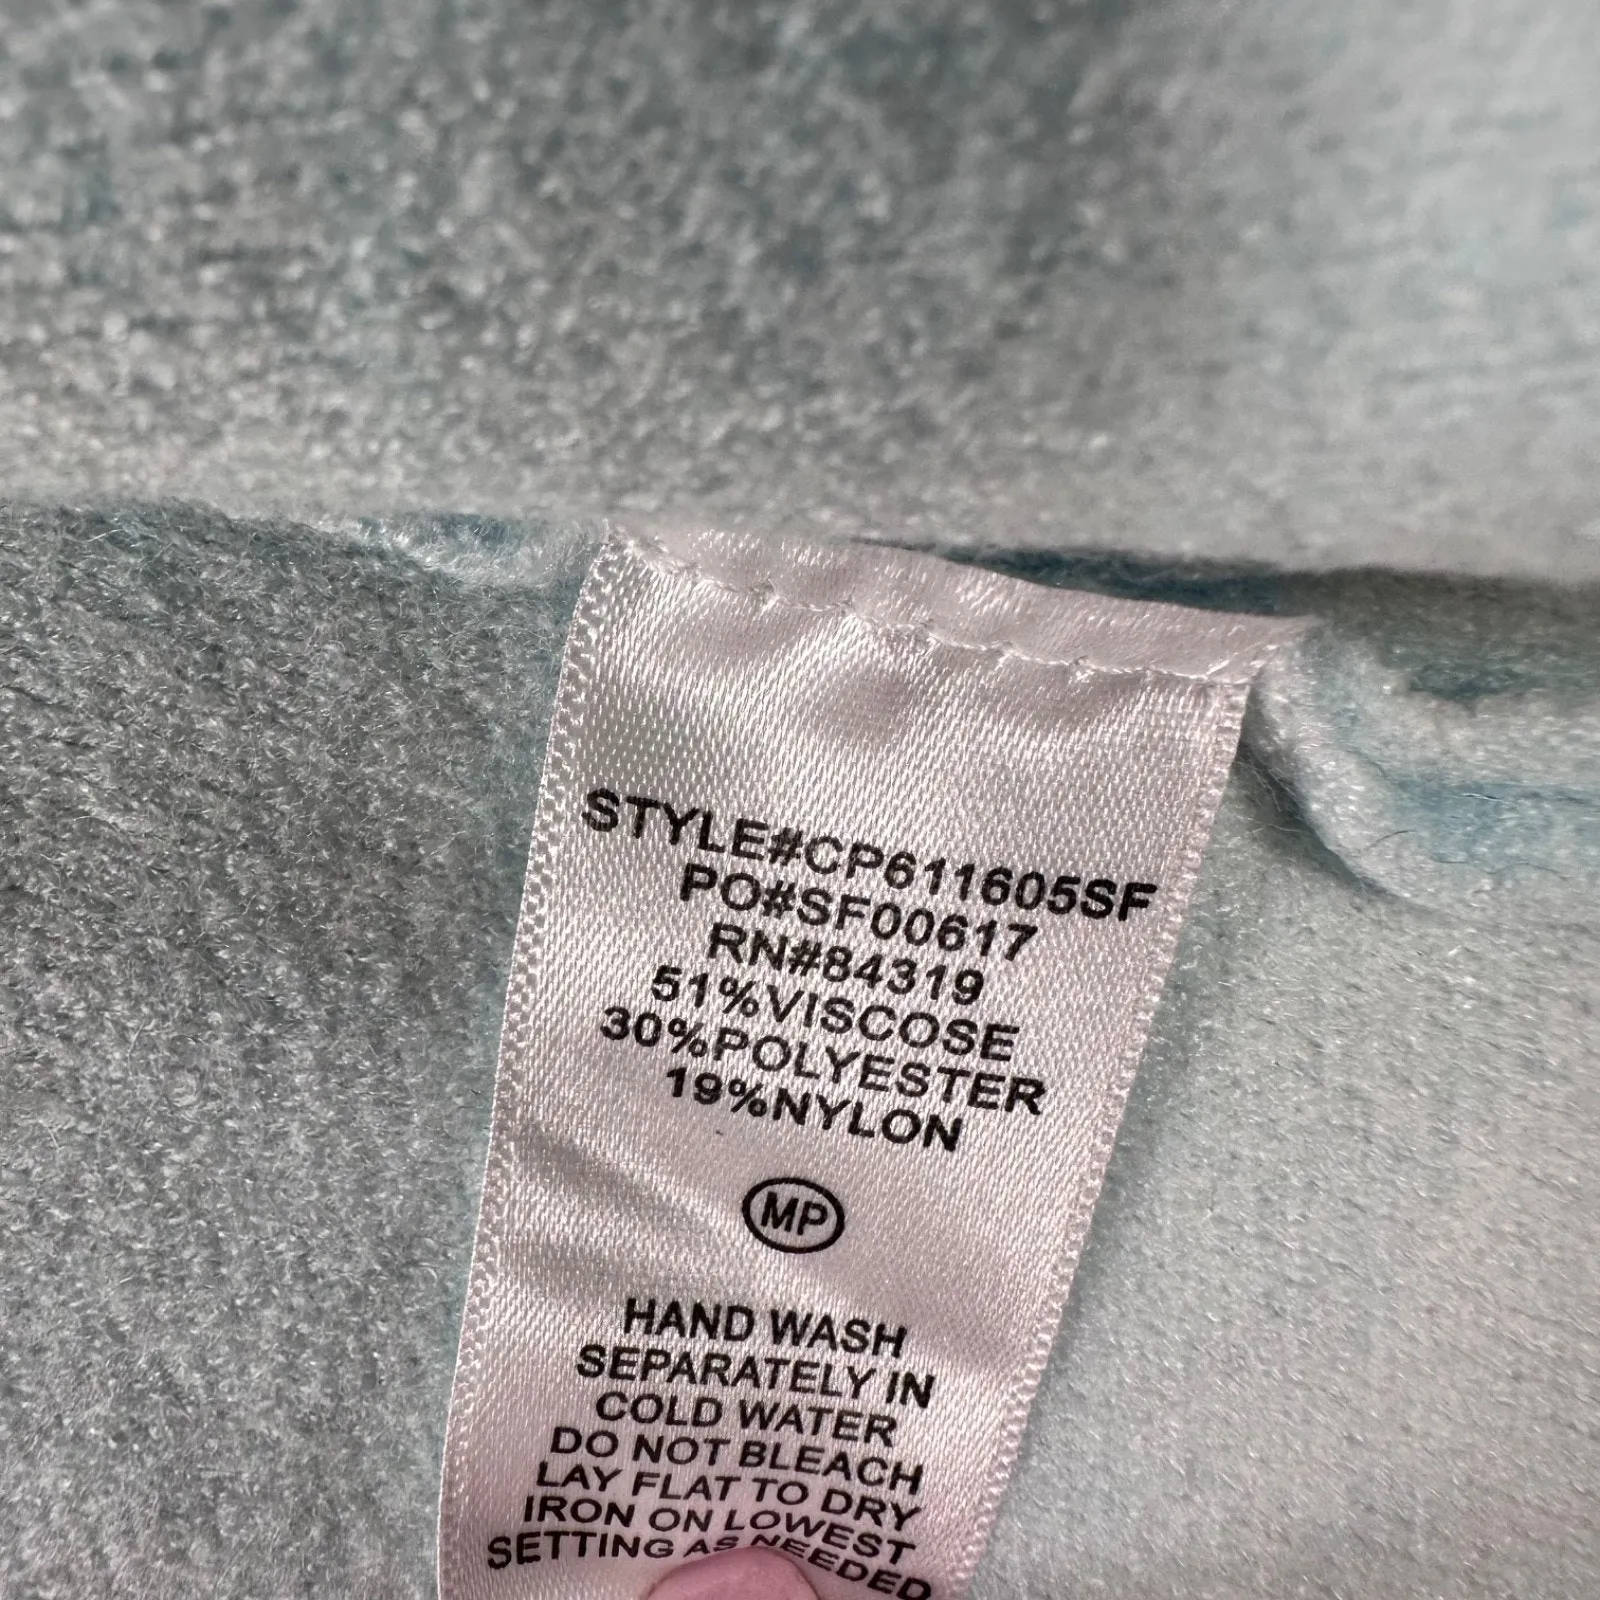 STYLE#CP611605SF
PO#SF00617
RN#84319
51%VISCOSE
30%POLYESTER
19%NYLON
MP
HAND WASH
SEPARATELY IN
COLD WATER
DO NOT BLEACH
LAY FLAT TO DRY
IRON ON LOWEST
SETTING AS NEEDED